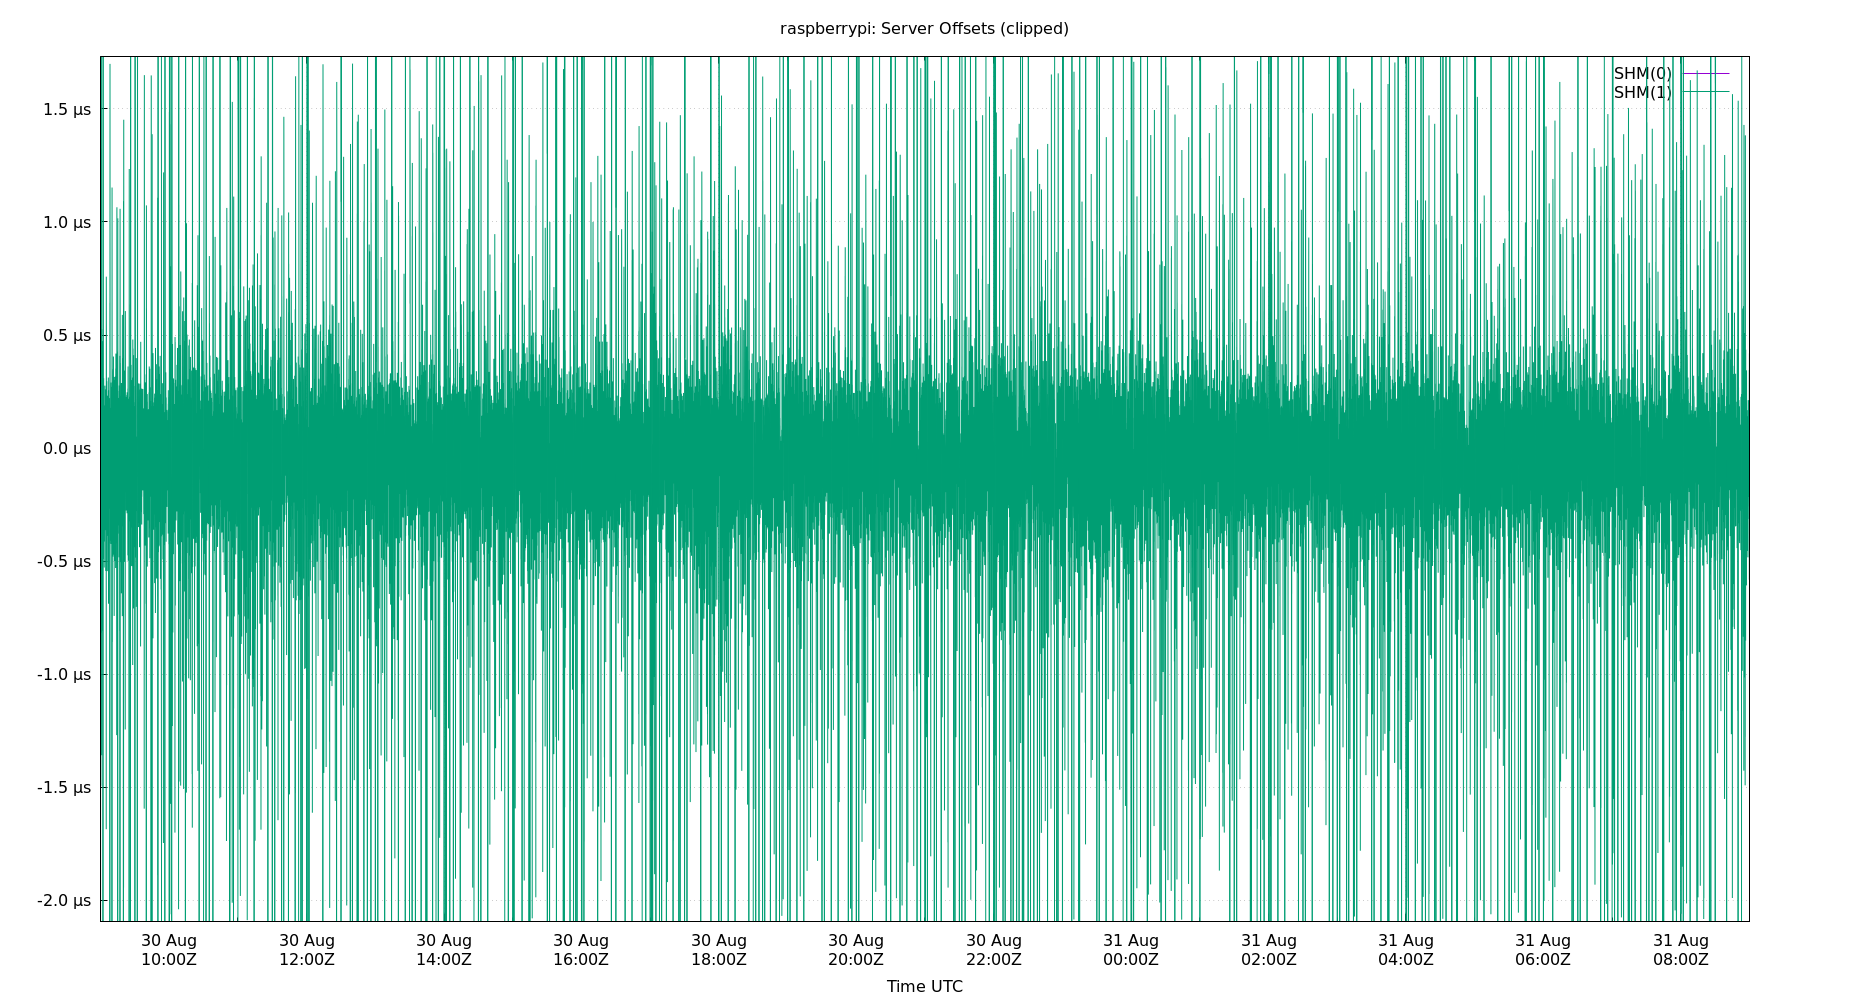 raspberrypi: Server Offsets (clipped)
SHM(0)
SHM(1)
1.5 µs
1.0 µs
0.5 µs
0.0 µs
-0.5 µs
-1.0 µs
-1.5 µs
-2.0 µs
30 Aug 30 Aug 30 Aug 30 Aug 30 Aug 30 Aug 30 Aug 31 Aug 31 Aug 31 Aug 31 Aug 31 Aug
10:00Z 12:00Z 14:00Z 16:00Z 18:00Z 20:00Z 22:00Z 00:00Z 02:00Z 04:00Z 06:00Z 08:00Z
Time UTC